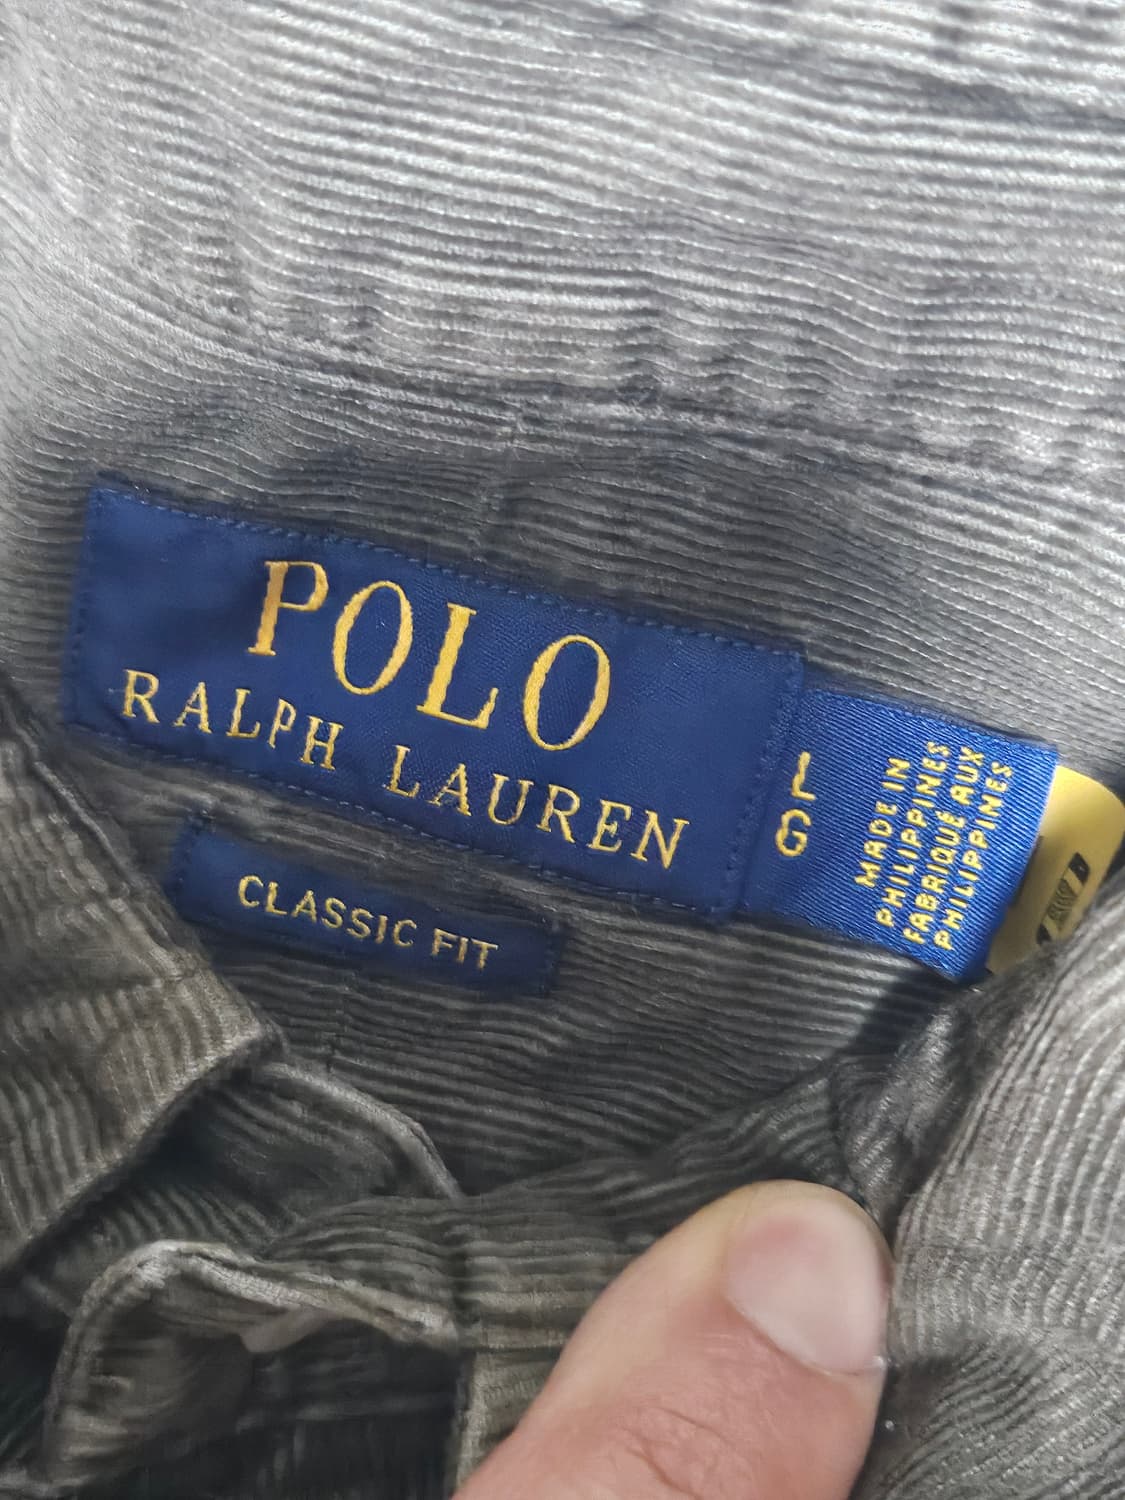 POLO
RALPH LAUREN
CLASSIC FIT
L
G
MADE IN
PHILIPPINES
FABRIQUÉ AUX
PHILIPPINES